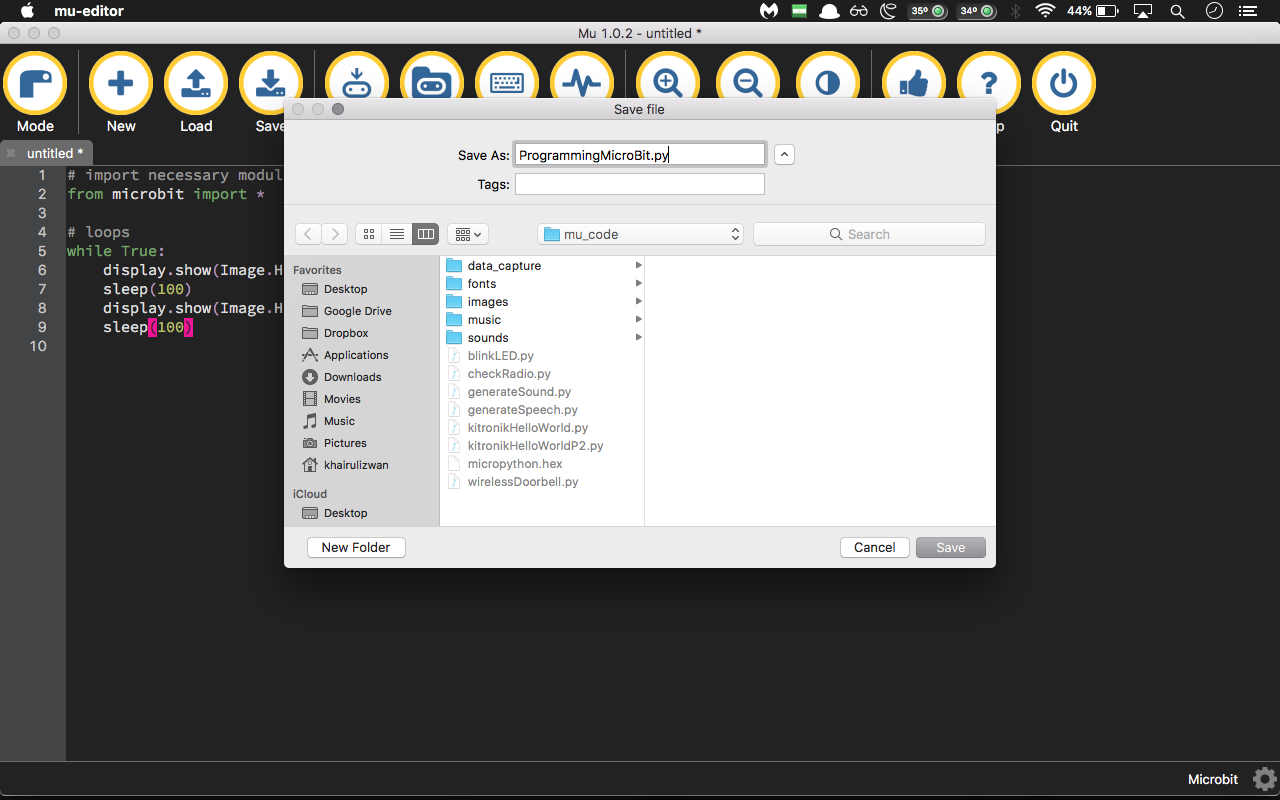 mu-editor
35º
34º
44%
Mu 1.0.2 - untitled *
Mode
New
Load
Save
p
Quit
Save file
Save As: ProgrammingMicroBit.py
Tags:
mu_code
Search
untitled *
1 # import necessary modul
2 from microbit import *
3
4 # loops
5 while True:
6 display.show(Image.H
7 sleep(100)
8 display.show(Image.H
9 sleep(100)
10
Favorites
Desktop
Google Drive
Dropbox
Applications
Downloads
Movies
Music
Pictures
khairulizwan
iCloud
Desktop
data_capture
fonts
images
music
sounds
blinkLED.py
checkRadio.py
generateSound.py
generateSpeech.py
kitronikHelloWorld.py
kitronikHelloWorldP2.py
micropython.hex
wirelessDoorbell.py
New Folder
Cancel
Save
Microbit